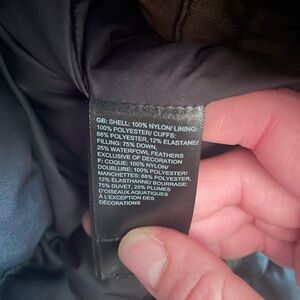 GB: SHELL: 100% NYLON/ LINING:
100% POLYESTER/ CUFFS:
88% POLYESTER, 12% ELASTANE/
FILLING: 75% DOWN,
25% WATERFOWL FEATHERS
EXCLUSIVE OF DECORATION
F: COQUE: 100% NYLON/
DOUBLURE: 100% POLYESTER/
MANCHETTES: 88% POLYESTER,
12% ÉLASTHANNE/ BOURRAGE:
75% DUVET, 25% PLUMES
D'OISEAUX AQUATIQUES
À L'EXCEPTION DES
DÉCORATIONS